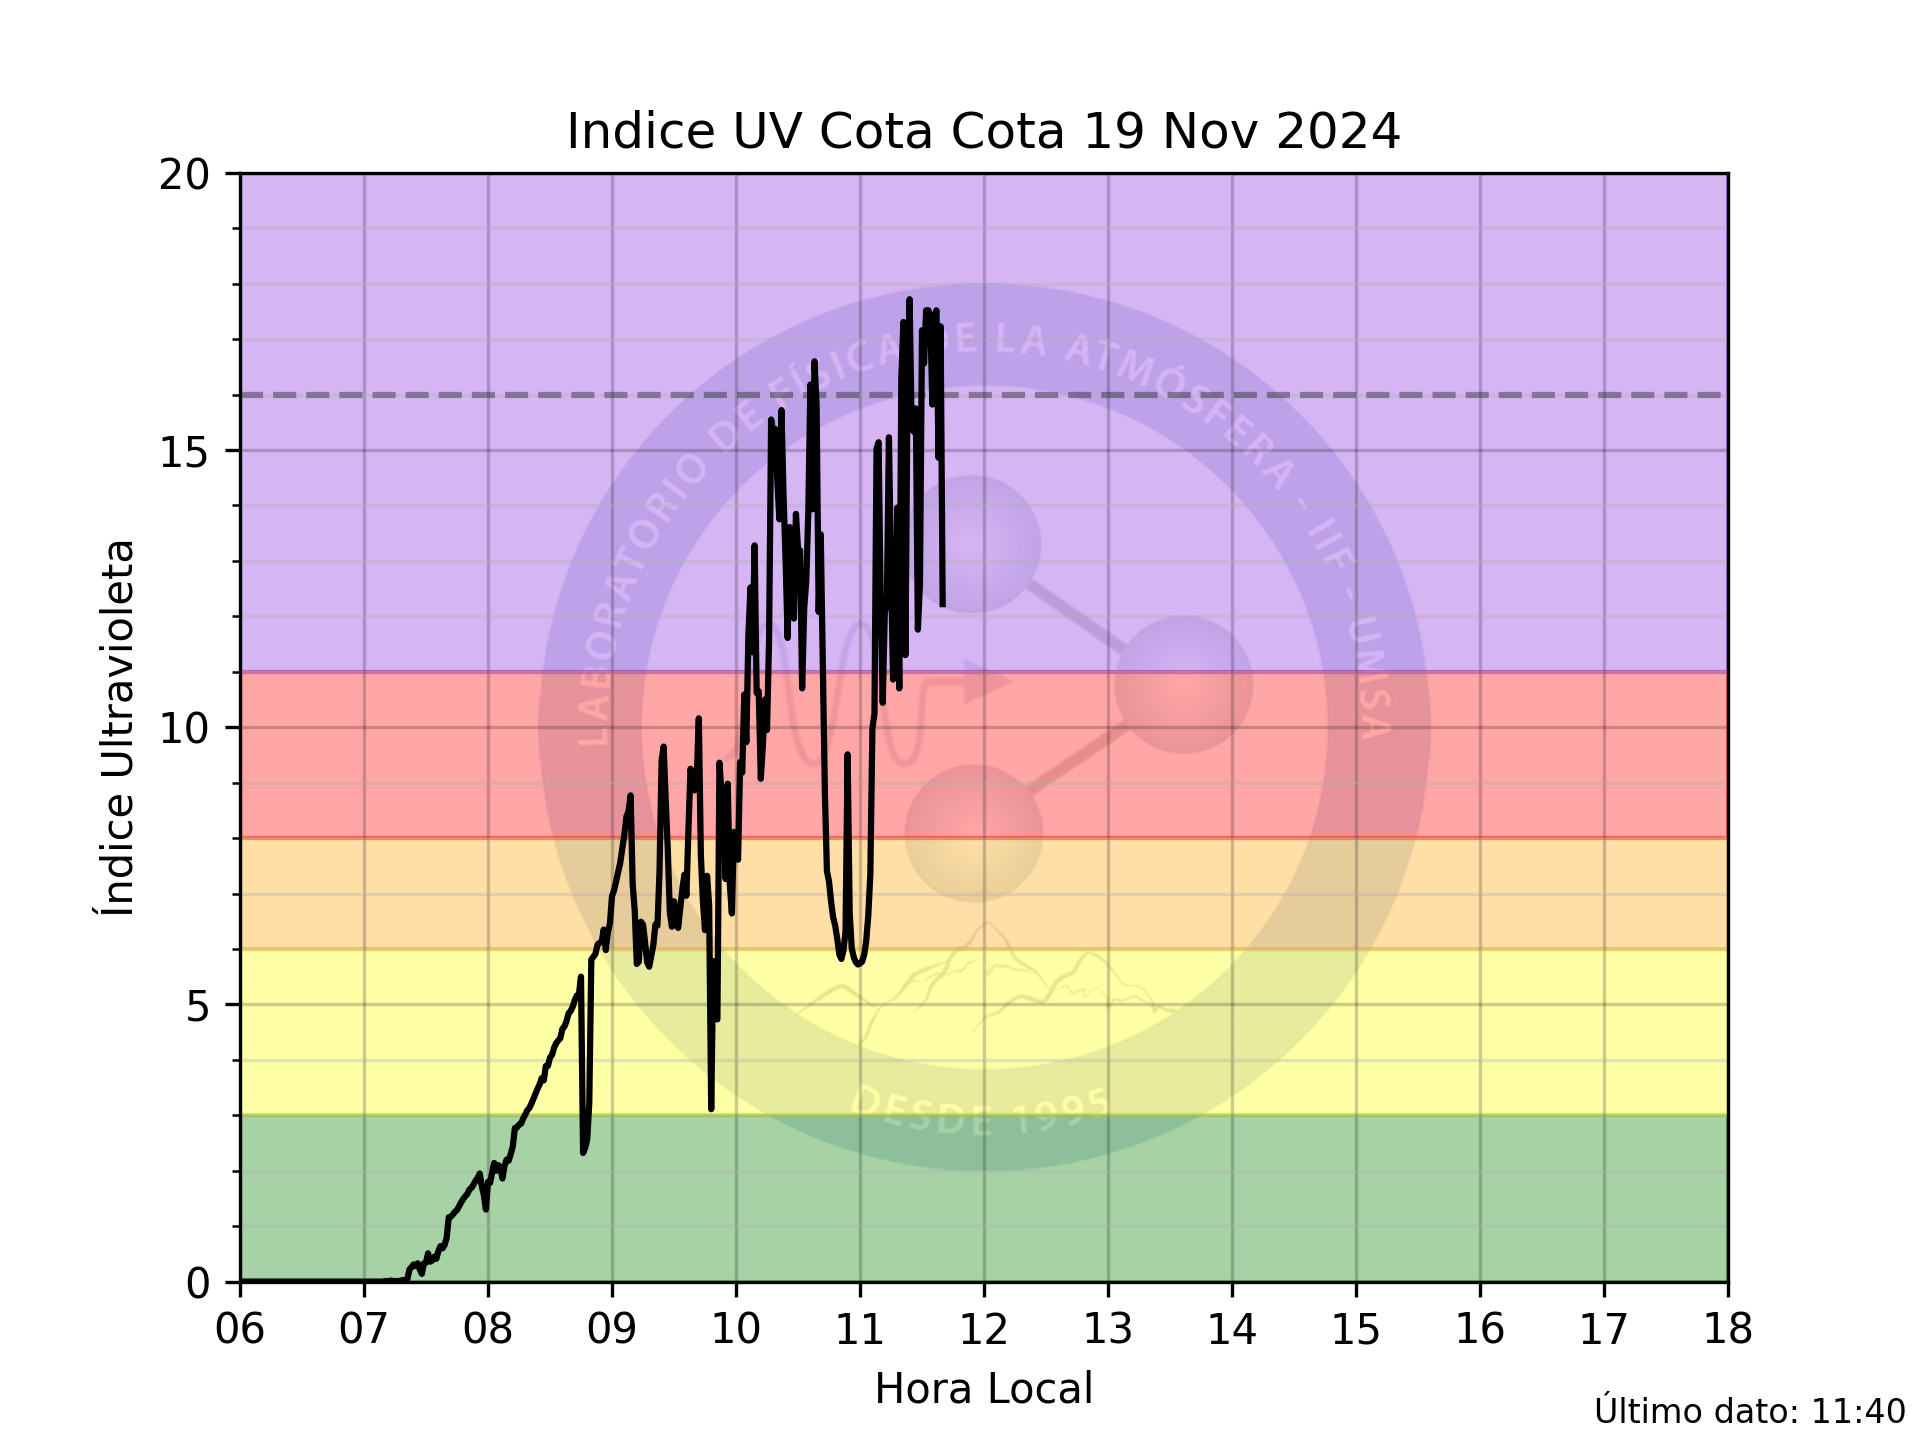 Indice UV Cota Cota 19 Nov 2024
20
15
10
5
0
Índice Ultravioleta
LABORATORIO DE FÍSICA DE LA ATMÓSFERA - IIF - UMSA
DESDE 1995
06 07 08 09 10 11 12 13 14 15 16 17 18
Hora Local
Último dato: 11:40